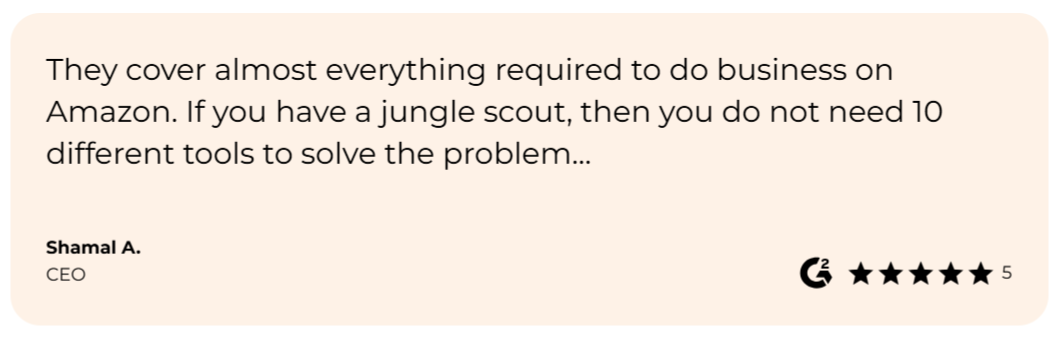 They cover almost everything required to do business on
Amazon. If you have a jungle scout, then you do not need 10
different tools to solve the problem...
Shamal A.
CEO
G2 ★★★★★ 5